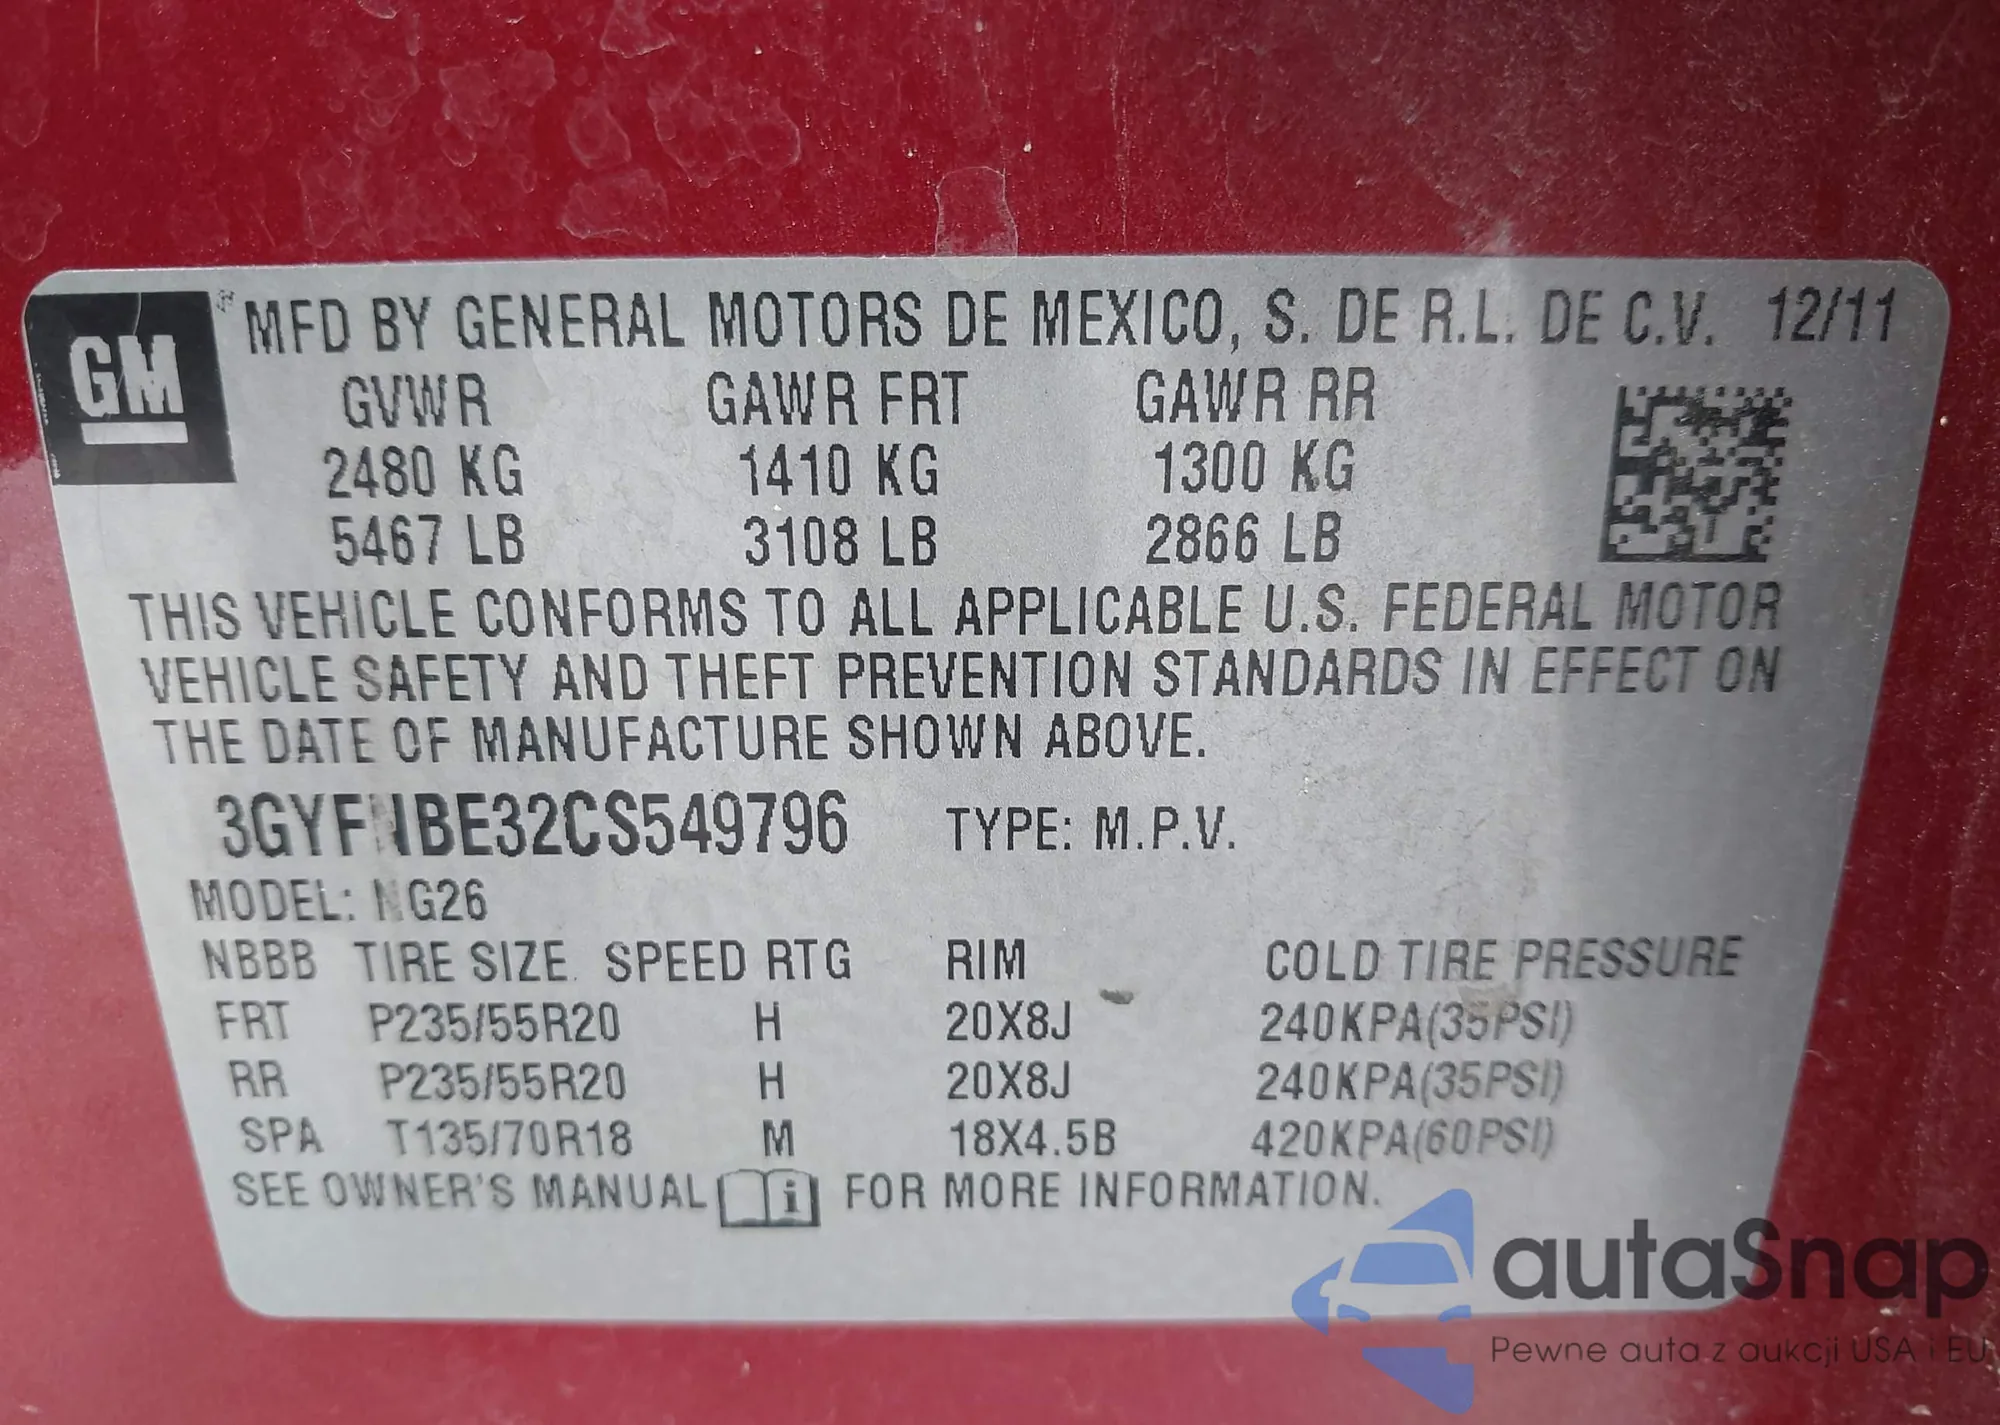 GM
MFD BY GENERAL MOTORS DE MEXICO, S. DE R.L. DE C.V. 12/11
GVWR GAWR FRT GAWR RR
2480 KG 1410 KG 1300 KG
5467 LB 3108 LB 2866 LB
THIS VEHICLE CONFORMS TO ALL APPLICABLE U.S. FEDERAL MOTOR
VEHICLE SAFETY AND THEFT PREVENTION STANDARDS IN EFFECT ON
THE DATE OF MANUFACTURE SHOWN ABOVE.
3GYFNBE32CS549796 TYPE: M.P.V.
MODEL: NG26
NBBB TIRE SIZE SPEED RTG RIM COLD TIRE PRESSURE
FRT P235/55R20 H 20X8J 240KPA(35PSI)
RR P235/55R20 H 20X8J 240KPA(35PSI)
SPA T135/70R18 M 18X4.5B 420KPA(60PSI)
SEE OWNER'S MANUAL i FOR MORE INFORMATION.
autaSnap
Pewne auta z aukcji USA i EU